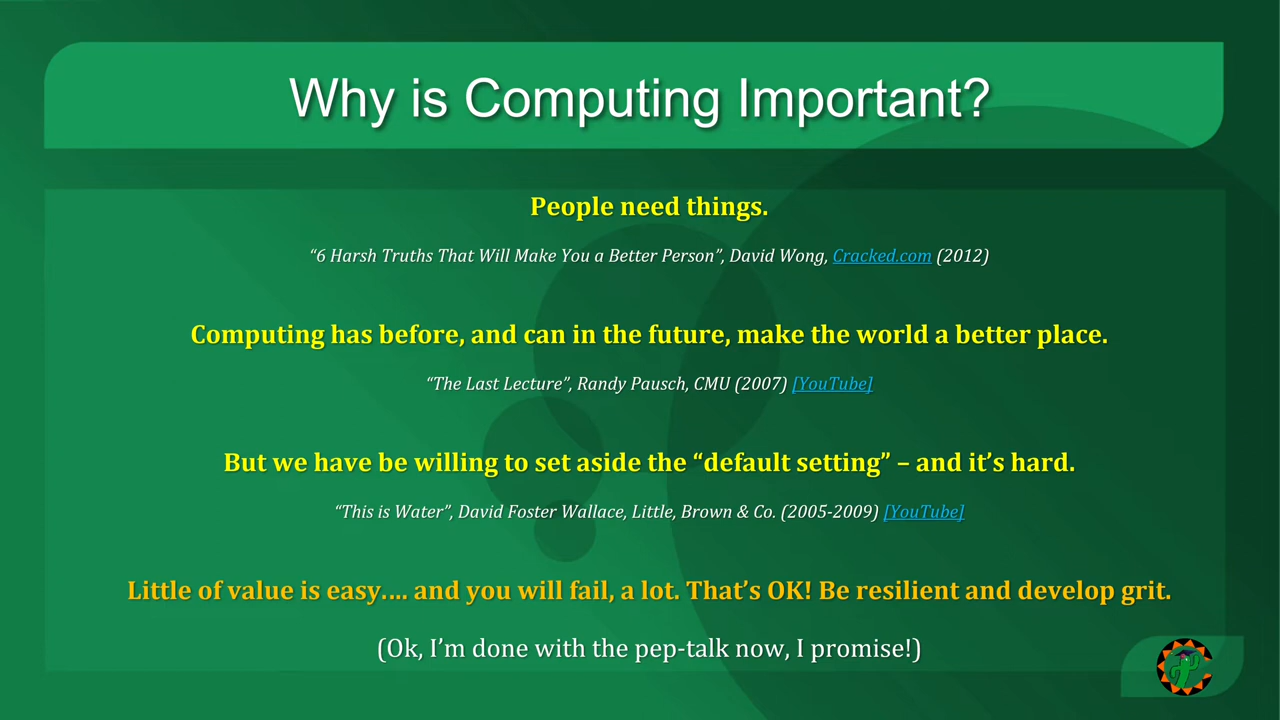 Why is Computing Important?
People need things.
“6 Harsh Truths That Will Make You a Better Person”, David Wong, Cracked.com (2012)
Computing has before, and can in the future, make the world a better place.
“The Last Lecture”, Randy Pausch, CMU (2007) [YouTube]
But we have be willing to set aside the “default setting” – and it’s hard.
“This is Water”, David Foster Wallace, Little, Brown & Co. (2005-2009) [YouTube]
Little of value is easy…. and you will fail, a lot. That’s OK! Be resilient and develop grit.
(Ok, I’m done with the pep-talk now, I promise!)